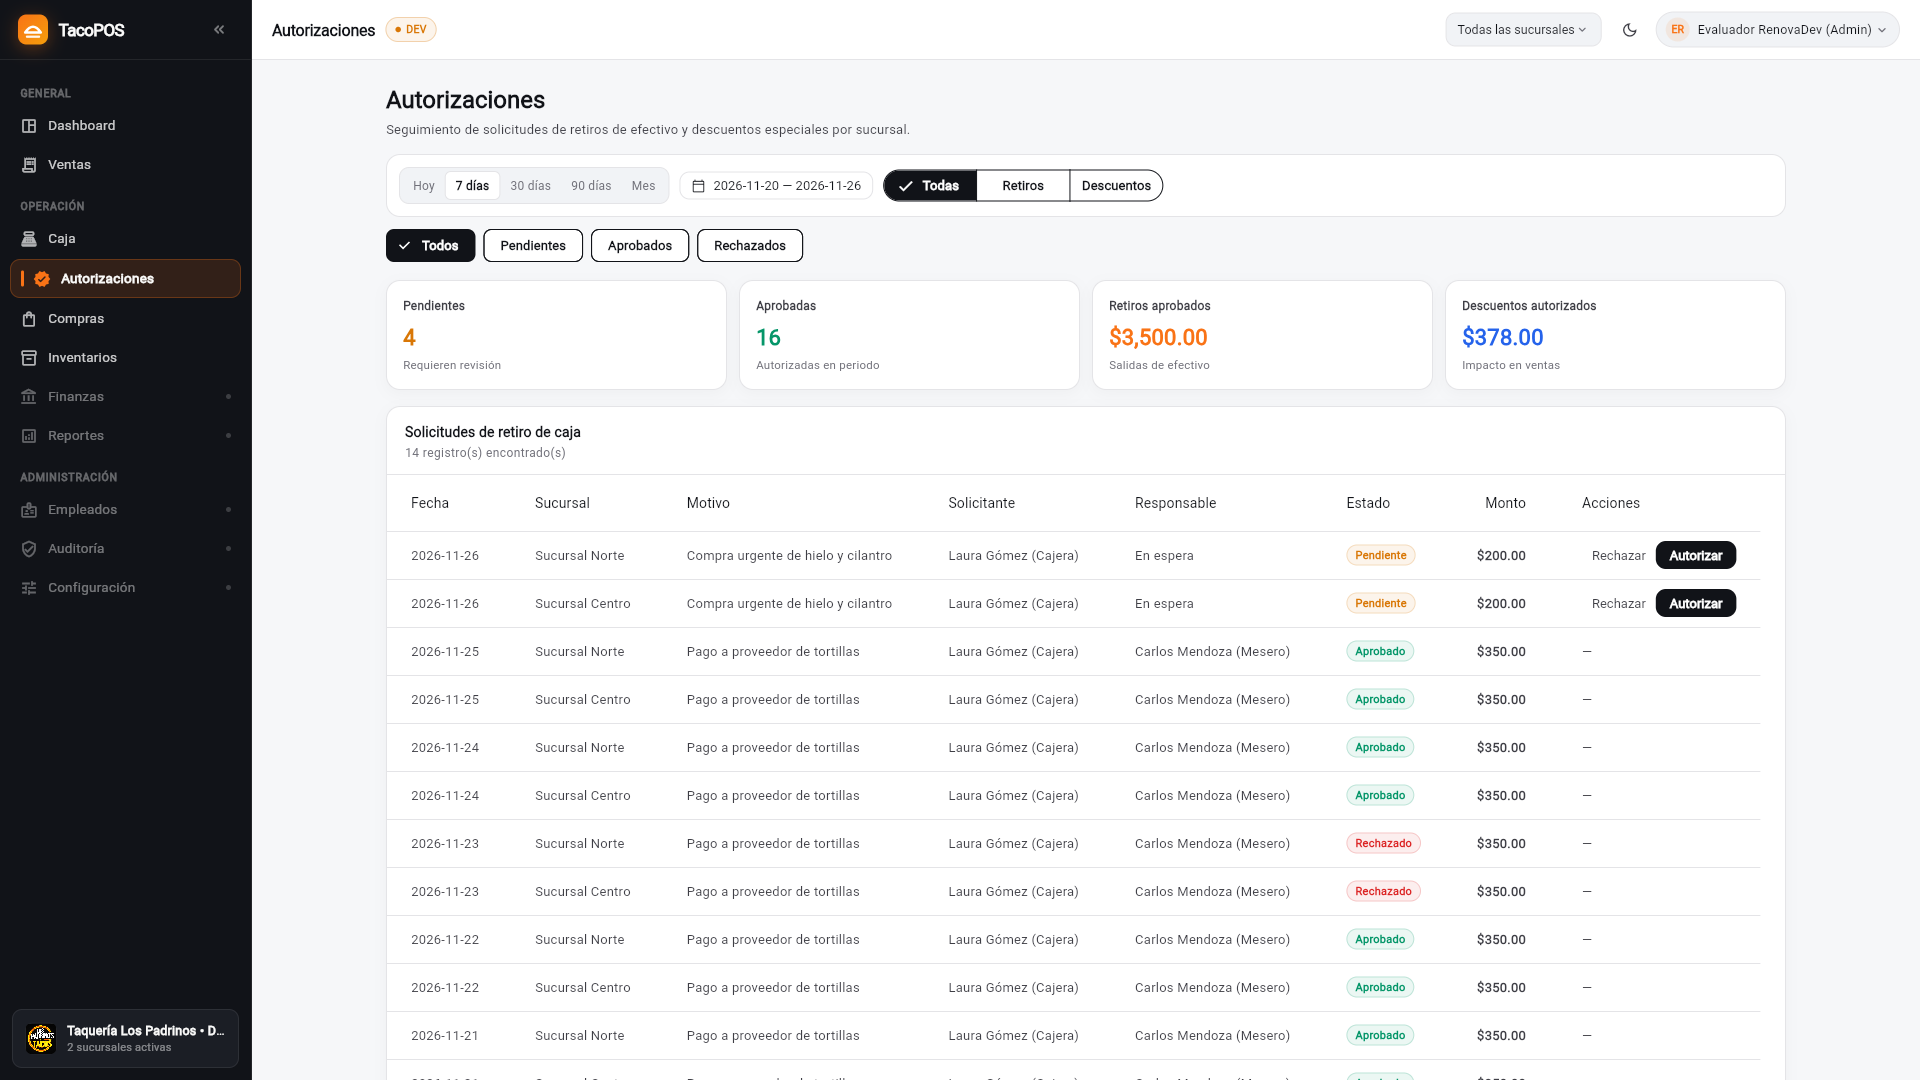 TacoPOS
GENERAL
Dashboard
Ventas
OPERACIÓN
Caja
Autorizaciones
Compras
Inventarios
Finanzas
Reportes
ADMINISTRACIÓN
Empleados
Auditoría
Configuración
Taquería Los Padrinos • D...
2 sucursales activas
Autorizaciones
DEV
Todas las sucursales
ER Evaluador RenovaDev (Admin)
Autorizaciones
Seguimiento de solicitudes de retiros de efectivo y descuentos especiales por sucursal.
Hoy 7 días 30 días 90 días Mes 2026-11-20 — 2026-11-26 Todas Retiros Descuentos
Todos Pendientes Aprobados Rechazados
Pendientes
4
Requieren revisión
Aprobadas
16
Autorizadas en periodo
Retiros aprobados
$3,500.00
Salidas de efectivo
Descuentos autorizados
$378.00
Impacto en ventas
Solicitudes de retiro de caja
14 registro(s) encontrado(s)
Fecha Sucursal Motivo Solicitante Responsable Estado Monto Acciones
2026-11-26 Sucursal Norte Compra urgente de hielo y cilantro Laura Gómez (Cajera) En espera Pendiente $200.00 Rechazar Autorizar
2026-11-26 Sucursal Centro Compra urgente de hielo y cilantro Laura Gómez (Cajera) En espera Pendiente $200.00 Rechazar Autorizar
2026-11-25 Sucursal Norte Pago a proveedor de tortillas Laura Gómez (Cajera) Carlos Mendoza (Mesero) Aprobado $350.00 —
2026-11-25 Sucursal Centro Pago a proveedor de tortillas Laura Gómez (Cajera) Carlos Mendoza (Mesero) Aprobado $350.00 —
2026-11-24 Sucursal Norte Pago a proveedor de tortillas Laura Gómez (Cajera) Carlos Mendoza (Mesero) Aprobado $350.00 —
2026-11-24 Sucursal Centro Pago a proveedor de tortillas Laura Gómez (Cajera) Carlos Mendoza (Mesero) Aprobado $350.00 —
2026-11-23 Sucursal Norte Pago a proveedor de tortillas Laura Gómez (Cajera) Carlos Mendoza (Mesero) Rechazado $350.00 —
2026-11-23 Sucursal Centro Pago a proveedor de tortillas Laura Gómez (Cajera) Carlos Mendoza (Mesero) Rechazado $350.00 —
2026-11-22 Sucursal Norte Pago a proveedor de tortillas Laura Gómez (Cajera) Carlos Mendoza (Mesero) Aprobado $350.00 —
2026-11-22 Sucursal Centro Pago a proveedor de tortillas Laura Gómez (Cajera) Carlos Mendoza (Mesero) Aprobado $350.00 —
2026-11-21 Sucursal Norte Pago a proveedor de tortillas Laura Gómez (Cajera) Carlos Mendoza (Mesero) Aprobado $350.00 —